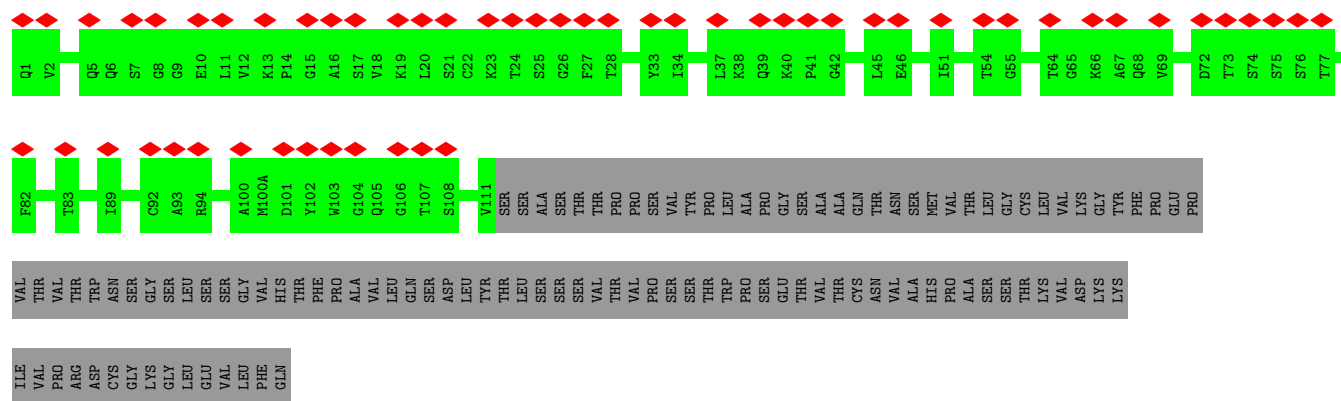 Q1 V2 Q5 Q6 S7 G8 G9 E10 L11 V12 K13 P14 G15 A16 S17 V18 K19 L20 S21 C22 K23 T24 S25 G26 F27 T28 Y33 I34 L37 K38 Q39 K40 P41 G42 L45 E46 I51 T54 G55 T64 G65 K66 A67 Q68 V69 D72 T73 S74 S75 S76 T77
F82 T83 I89 C92 A93 R94 A100 M100A D101 Y102 W103 G104 Q105 G106 T107 S108 V111 SER SER ALA SER THR THR PRO PRO SER VAL TYR PRO LEU ALA PRO GLY SER ALA ALA GLN THR ASN SER MET VAL THR LEU GLY CYS LEU VAL LYS GLY TYR PHE PRO GLU PRO
VAL THR VAL THR TRP ASN SER GLY SER LEU SER SER GLY VAL HIS THR PHE PRO ALA VAL LEU GLN SER ASP LEU TYR THR LEU SER SER SER VAL THR VAL PRO SER SER THR TRP PRO SER GLU THR VAL THR CYS ASN VAL ALA HIS PRO ALA SER SER THR LYS VAL ASP LYS LYS
ILE VAL PRO ARG ASP CYS GLY LYS GLY LEU GLU VAL LEU PHE GLN